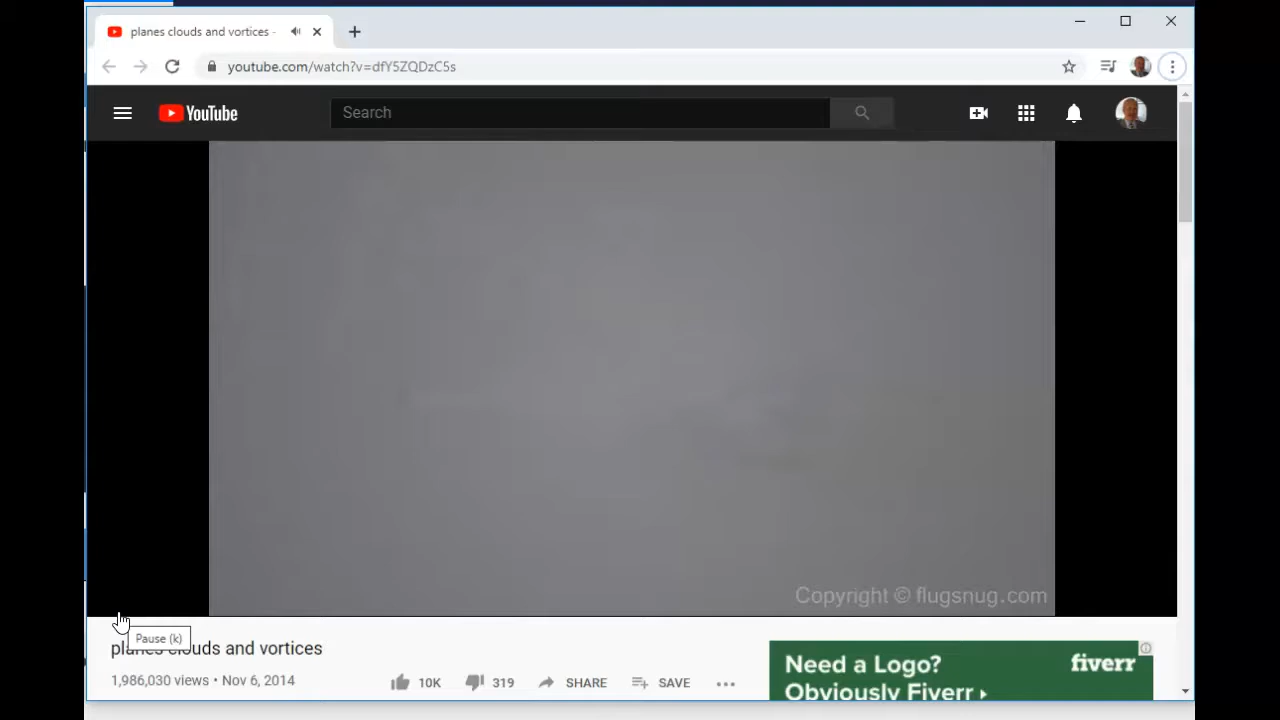 planes clouds and vortices -
youtube.com/watch?v=dfY5ZQDzC5s
YouTube
Search
Copyright © flugsnug.com
Pause (k)
planes clouds and vortices
1,986,030 views • Nov 6, 2014
10K
319
SHARE
SAVE
Need a Logo?
Obviously Fiverr
fiverr